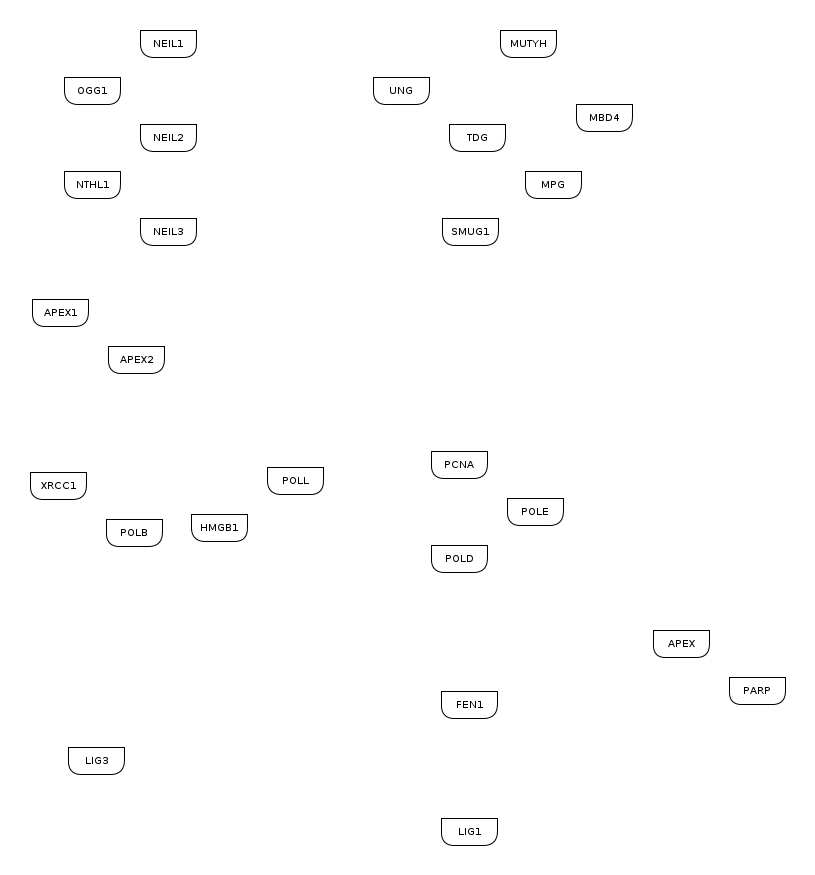 NEIL1
MUTYH
OGG1
UNG
MBD4
NEIL2
TDG
NTHL1
MPG
NEIL3
SMUG1
APEX1
APEX2
PCNA
POLL
XRCC1
POLE
HMGB1
POLB
POLD
APEX
PARP
FEN1
LIG3
LIG1